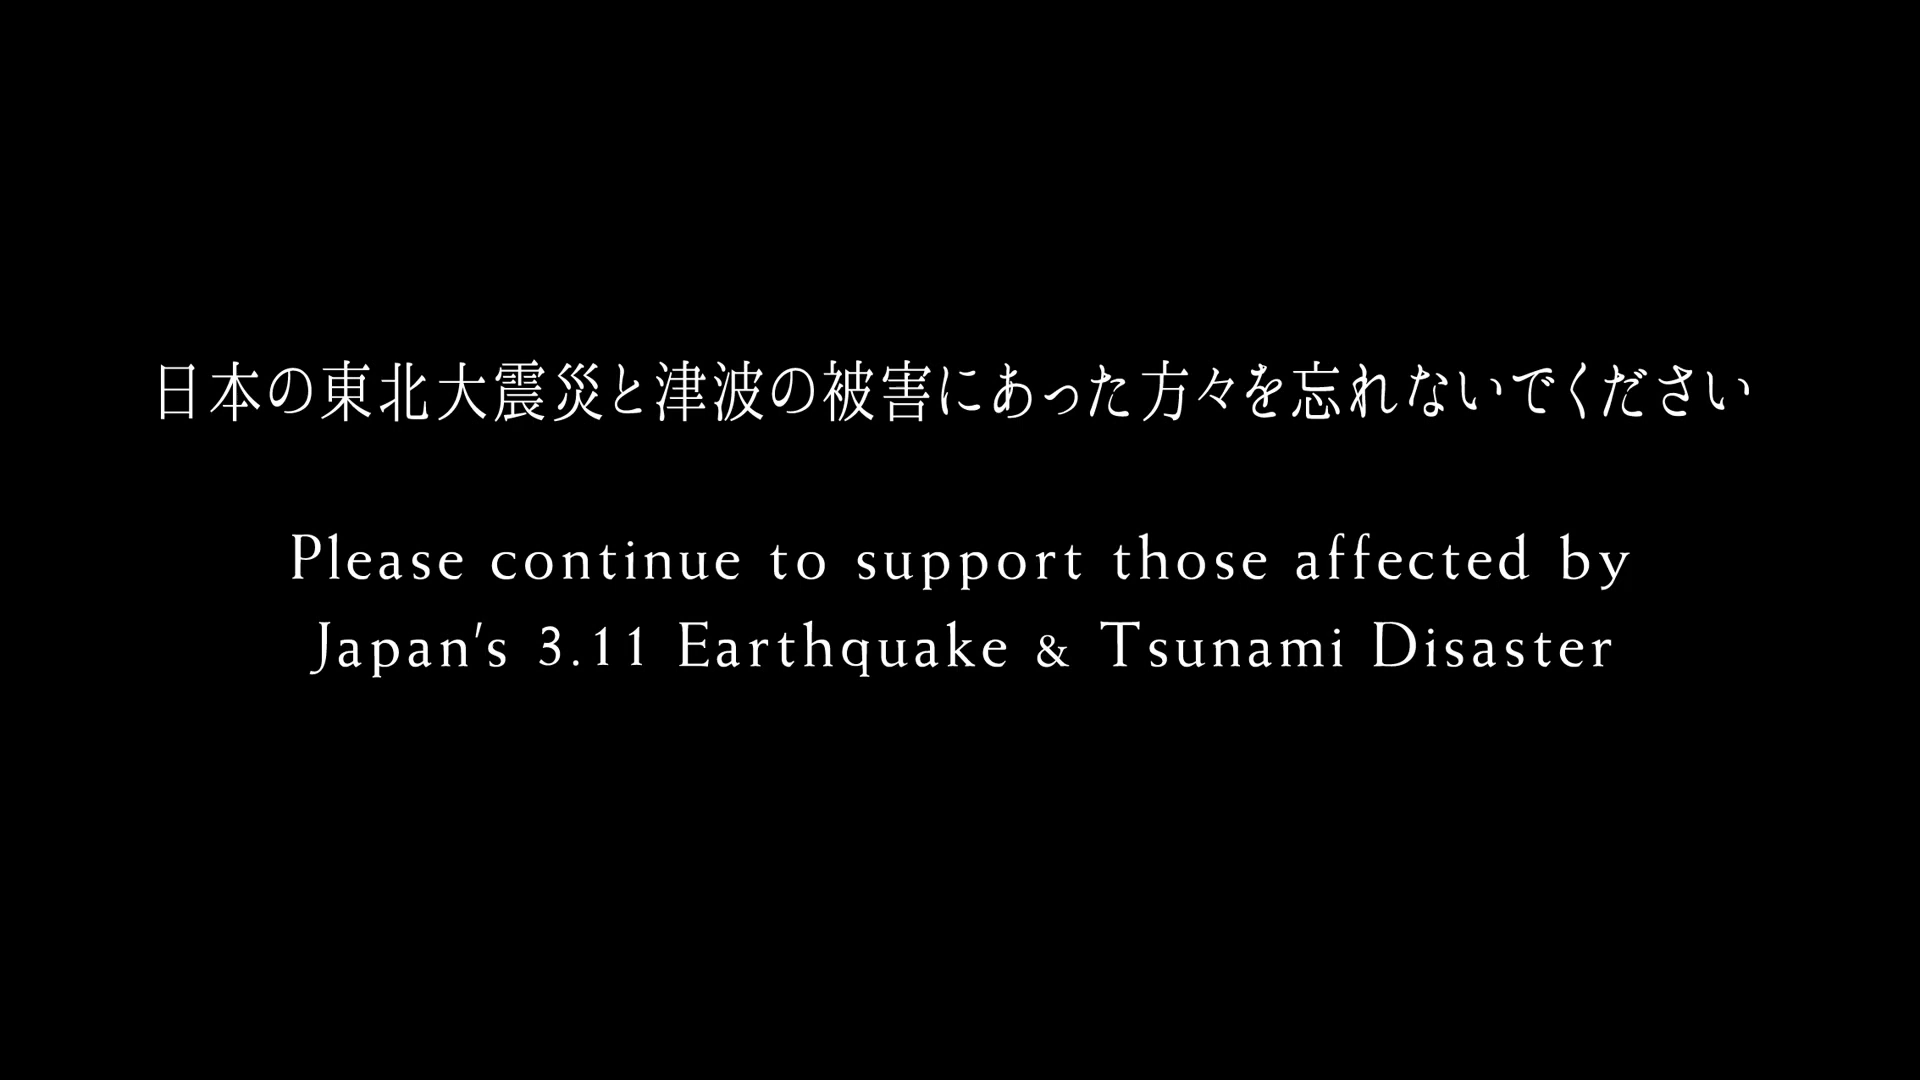 日本の東北大震災と津波の被害にあった方々を忘れないでください
Please continue to support those affected by
Japan's 3.11 Earthquake & Tsunami Disaster